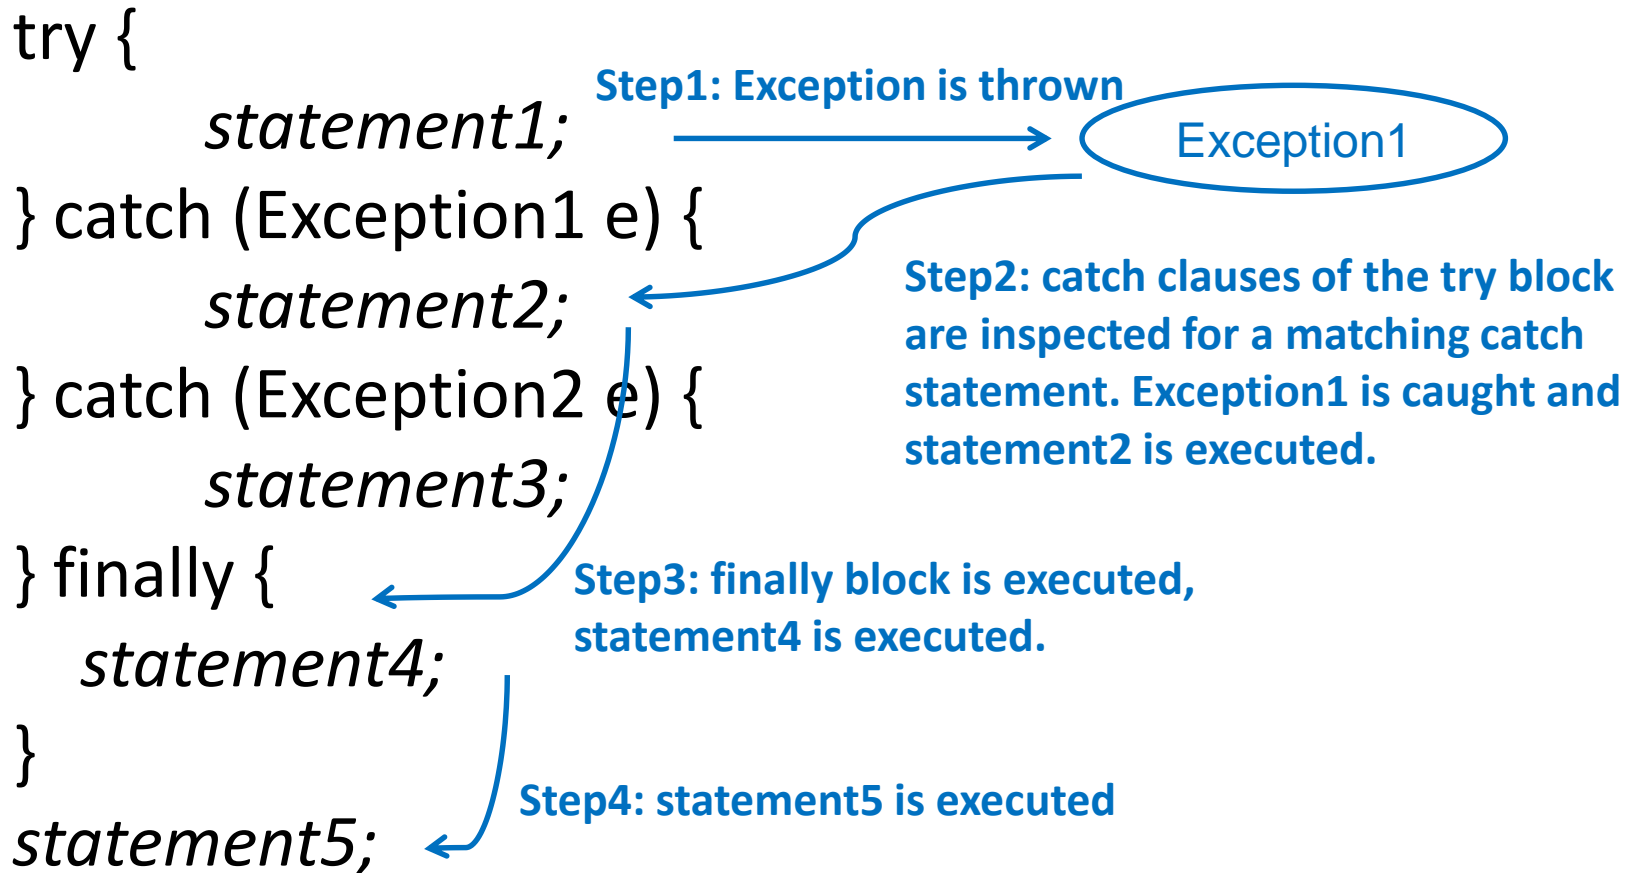 try {
Step1: Exception is thrown
statement1;
Exception1
} catch (Exception1 e) {
statement2;
Step2: catch clauses of the try block
are inspected for a matching catch
statement. Exception1 is caught and
statement2 is executed.
} catch (Exception2 e) {
statement3;
} finally {
Step3: finally block is executed,
statement4 is executed.
statement4;
}
Step4: statement5 is executed
statement5;